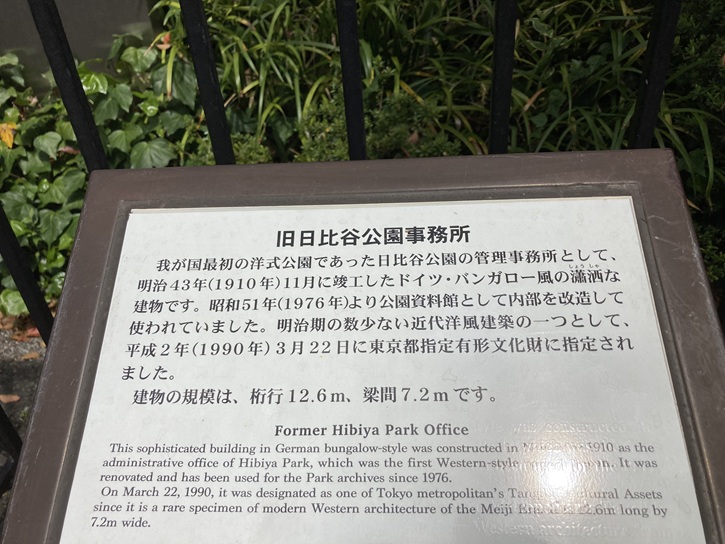 旧日比谷公園事務所
我が国最初の洋式公園であった日比谷公園の管理事務所として、
明治43年(1910年)11月に竣工したドイツ・バンガロー風の瀟洒な
しょうしゃ
建物です。昭和51年(1976年)より公園資料館として内部を改造して
使われていました。明治期の数少ない近代洋風建築の一つとして、
平成2年(1990年)3月22日に東京都指定有形文化財に指定され
ました。
建物の規模は、桁行12.6m、梁間7.2mです。
Former Hibiya Park Office
This sophisticated building in German bungalow-style was constructed in 1910 as the
administrative office of Hibiya Park, which was the first Western-style. It was
renovated and has been used for the Park archives since 1976.
On March 22, 1990, it was designated as one of Tokyo metropolitan's Assets
since it is a rare specimen of modern Western architecture of the Meiji long by
7.2m wide.